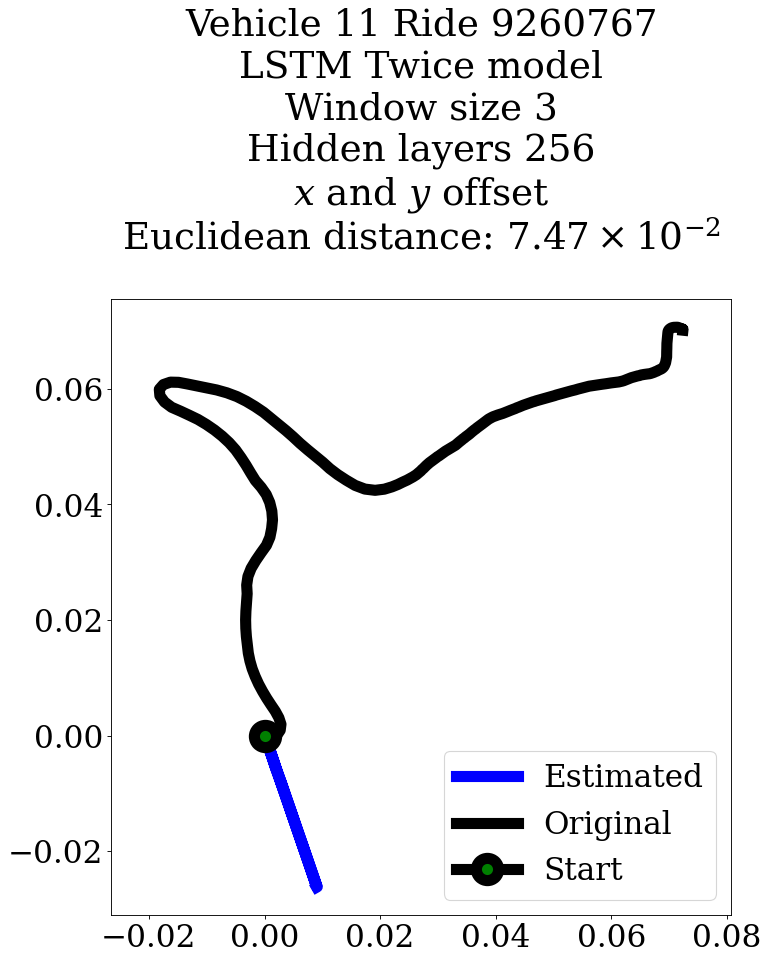 Vehicle 11 Ride 9260767
LSTM Twice model
Window size 3
Hidden layers 256
x and y offset
Euclidean distance: 7.47 × 10⁻²
0.06
0.04
0.02
0.00
−0.02
Estimated
Original
Start
−0.02 0.00 0.02 0.04 0.06 0.08